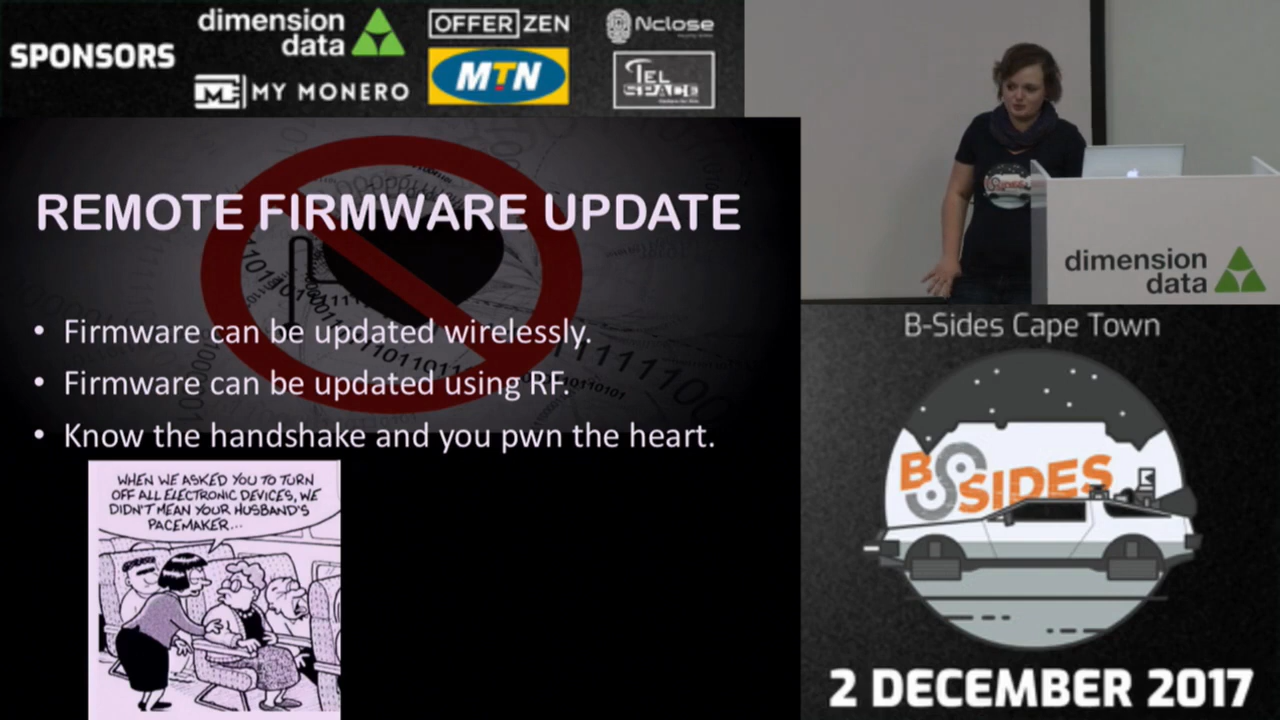 SPONSORS
dimension
data
MY MONERO
OFFERZEN
MTN
Nclose
TEL
SPACE
REMOTE FIRMWARE UPDATE
• Firmware can be updated wirelessly.
• Firmware can be updated using RF.
• Know the handshake and you pwn the heart.
WHEN WE ASKED YOU TO TURN
OFF ALL ELECTRONIC DEVICES, WE
DIDN'T MEAN YOUR HUSBAND'S
PACEMAKER...
BSIDES
dimension
data
B-Sides Cape Town
BSIDES
2 DECEMBER 2017